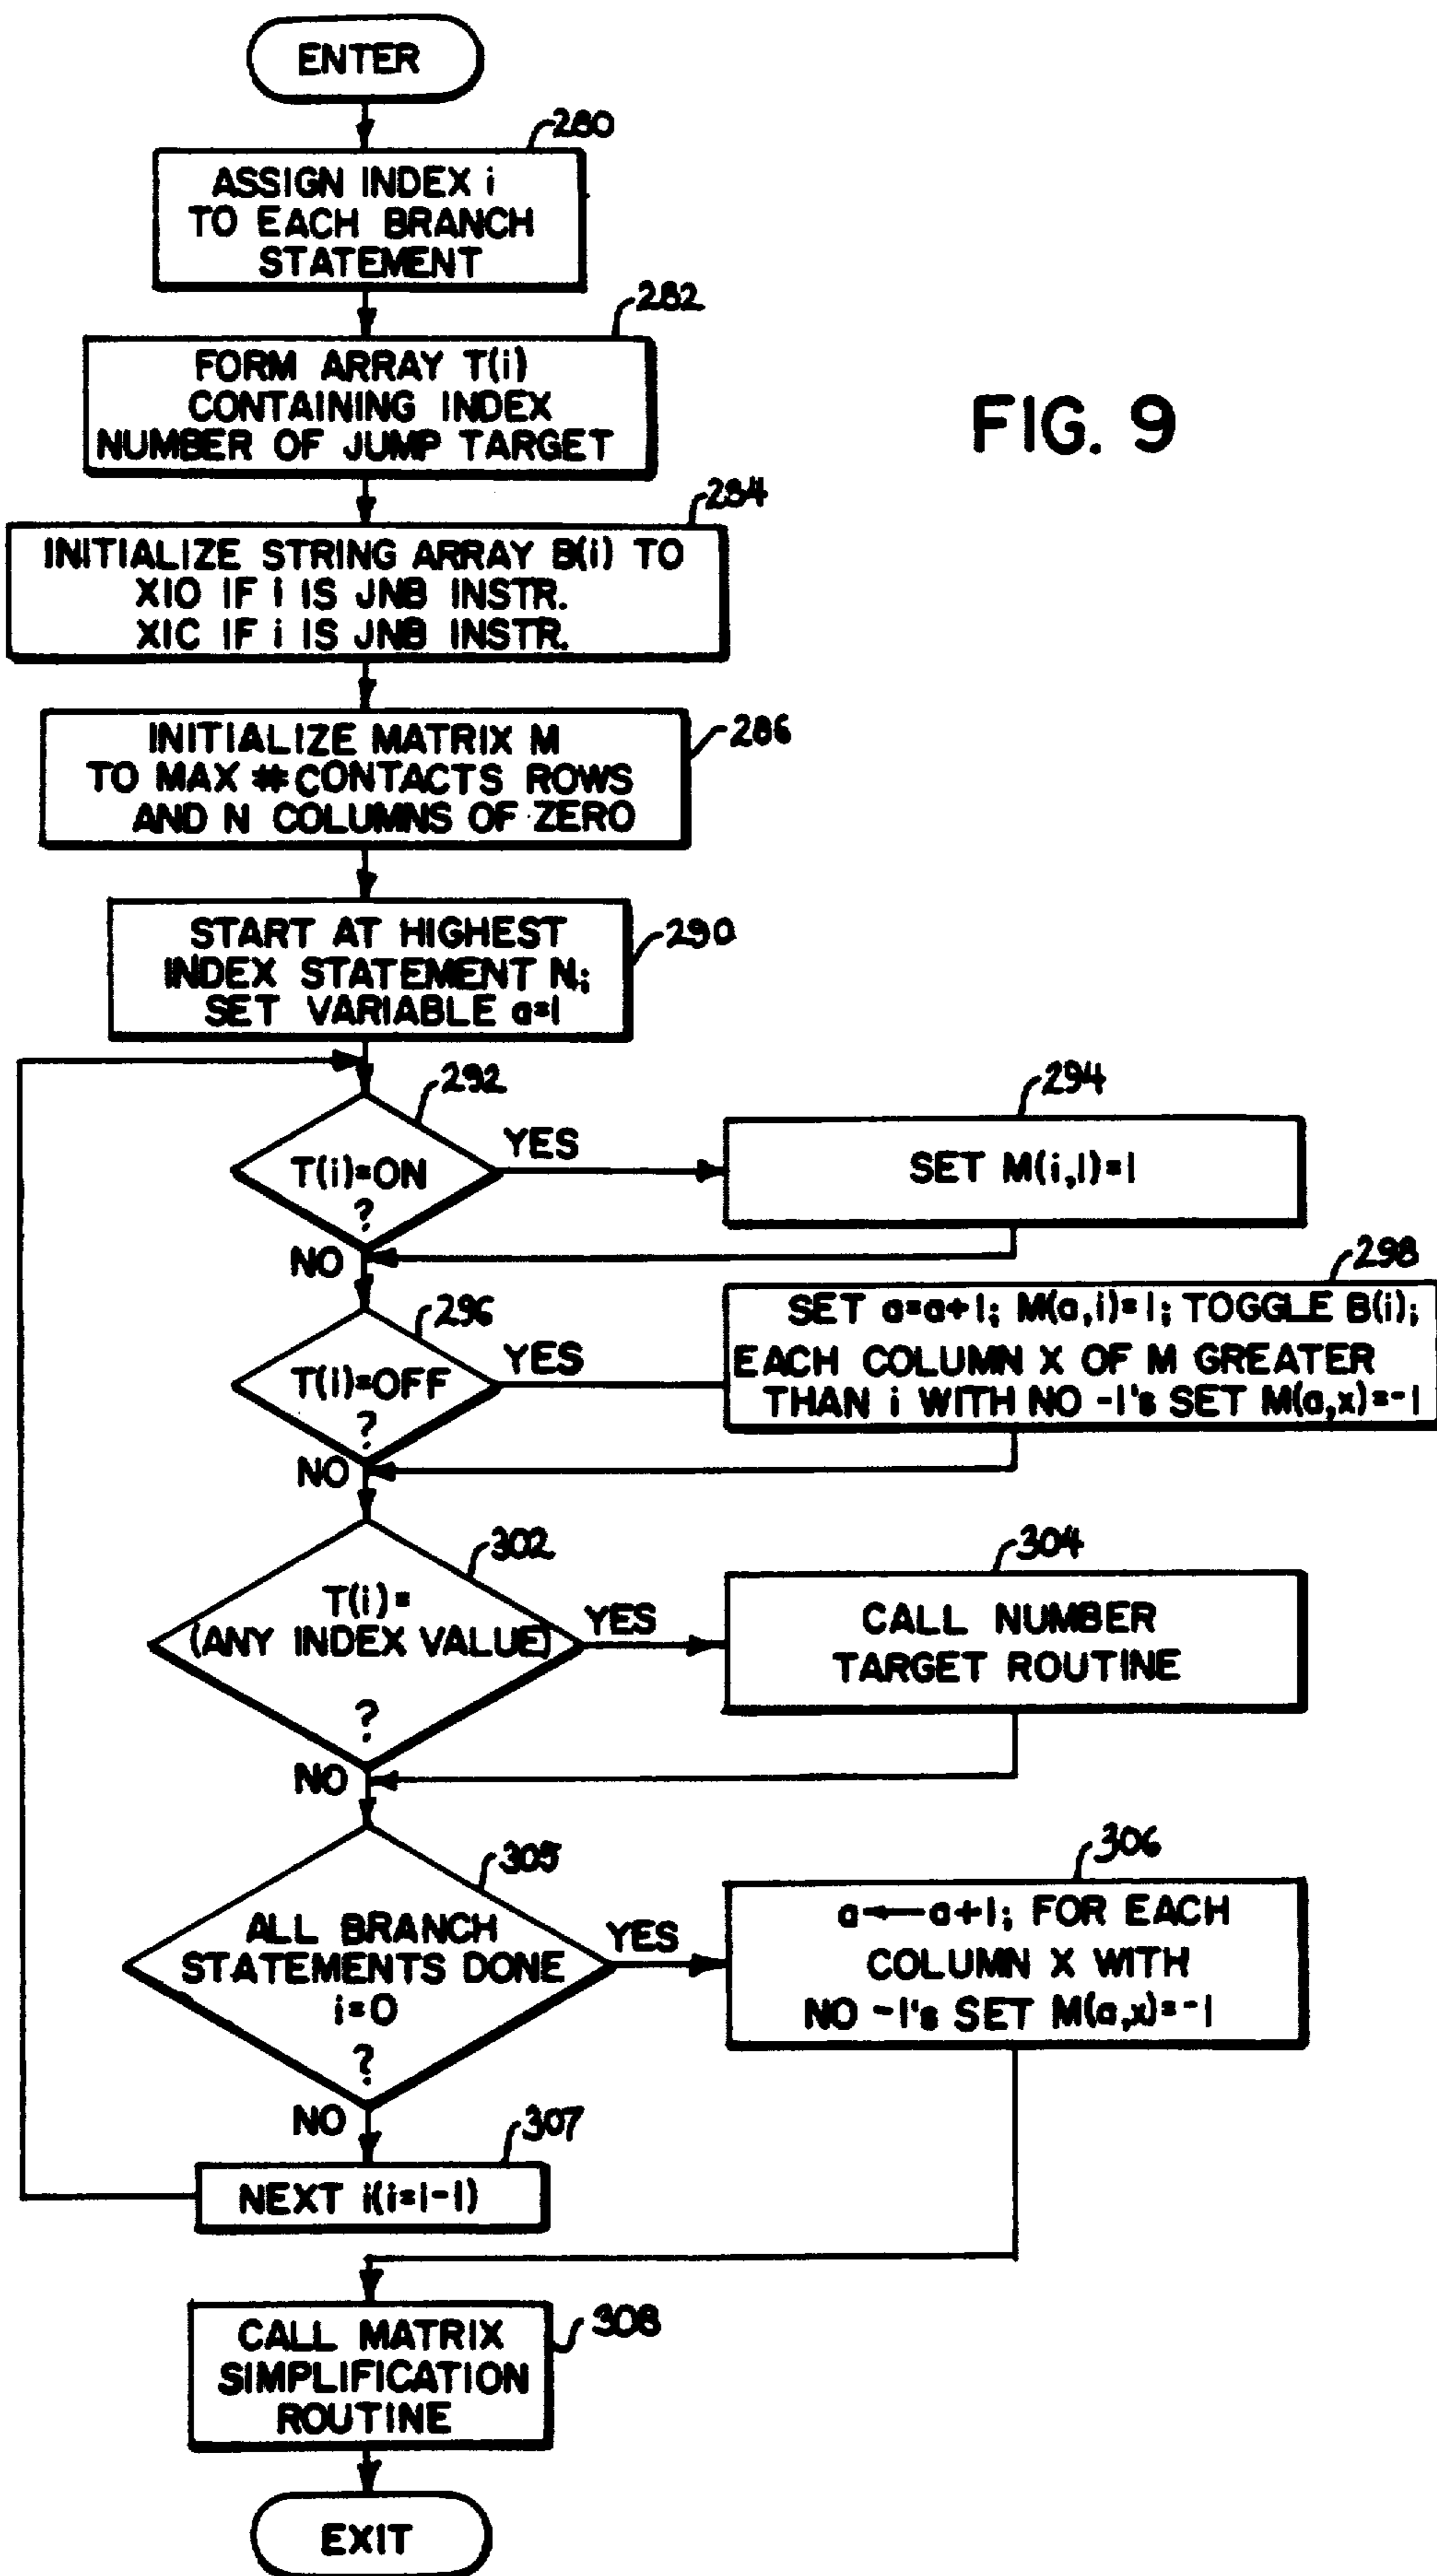 ENTER
280
ASSIGN INDEX i
TO EACH BRANCH
STATEMENT
282
FORM ARRAY T(i)
CONTAINING INDEX
NUMBER OF JUMP TARGET
FIG. 9
284
INITIALIZE STRING ARRAY B(i) TO
XIO IF i IS JNB INSTR.
XIC IF i IS JNB INSTR.
286
INITIALIZE MATRIX M
TO MAX #CONTACTS ROWS
AND N COLUMNS OF ZERO
290
START AT HIGHEST
INDEX STATEMENT N;
SET VARIABLE a=1
292
T(i)=ON
?
YES
NO
294
SET M(i,1)=1
296
T(i)=OFF
?
YES
NO
298
SET a=a+1; M(a,i)=1; TOGGLE B(i);
EACH COLUMN X OF M GREATER
THAN i WITH NO -1's SET M(a,x)=-1
302
T(i)=
(ANY INDEX VALUE)
?
YES
NO
304
CALL NUMBER
TARGET ROUTINE
305
ALL BRANCH
STATEMENTS DONE
i=0
?
YES
NO
306
a←a+1; FOR EACH
COLUMN X WITH
NO -1's SET M(a,x)=-1
307
NEXT i(i=i-1)
308
CALL MATRIX
SIMPLIFICATION
ROUTINE
EXIT